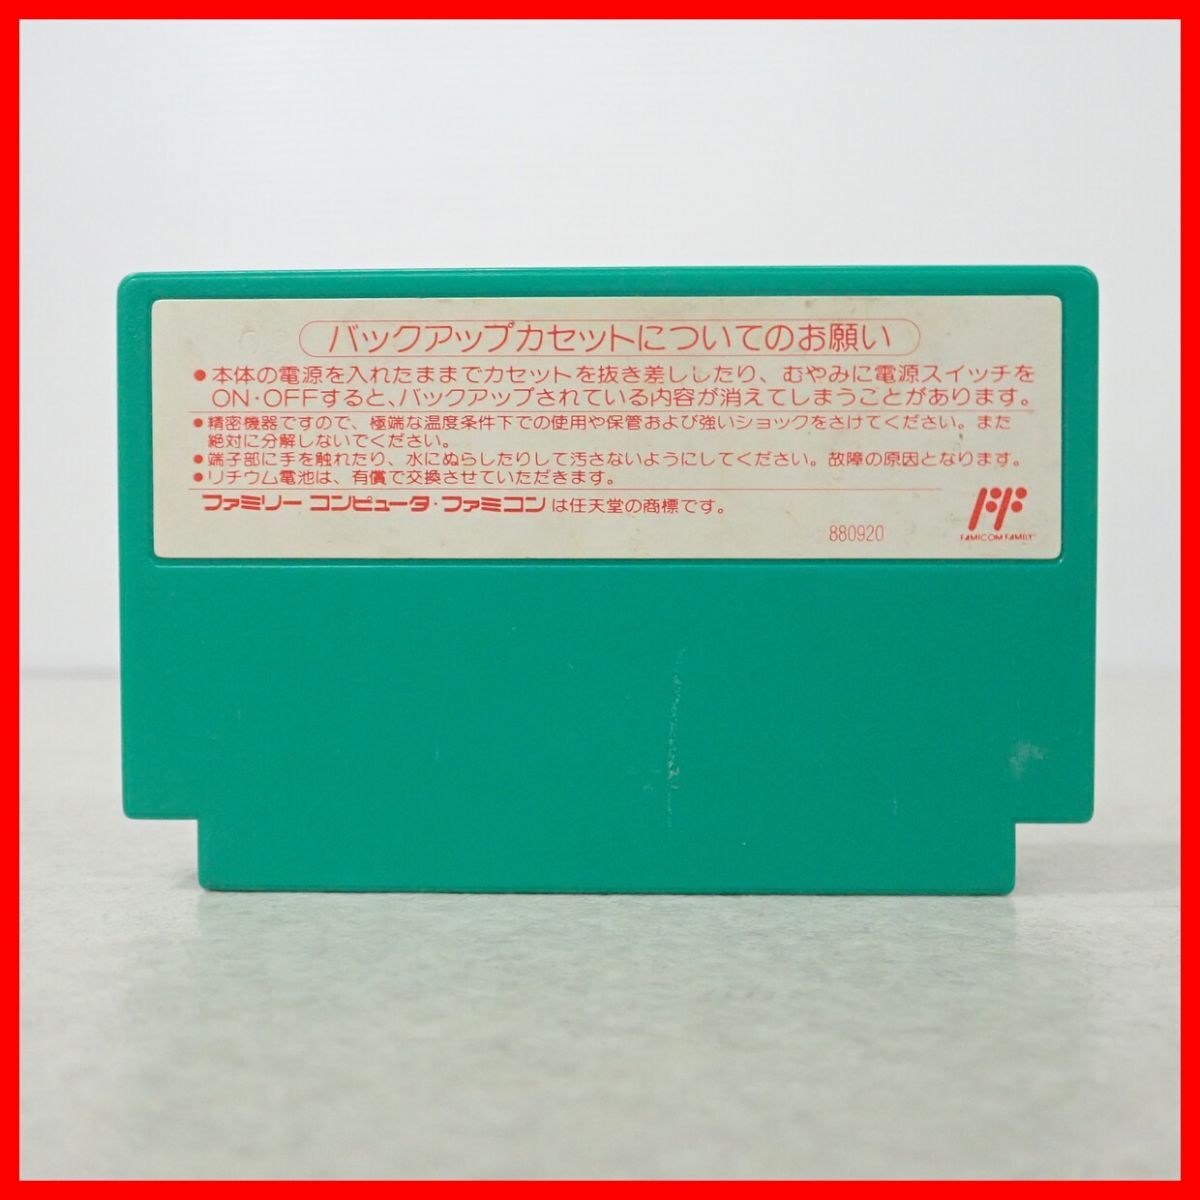 バックアップカセットについてのお願い
●本体の電源を入れたままでカセットを抜き差ししたり、むやみに電源スイッチを
ON・OFFすると、バックアップされている内容が消えてしまうことがあります。
●精密機器ですので、極端な温度条件下での使用や保管および強いショックをさけてください。また
絶対に分解しないでください。
●端子部に手を触れたり、水にぬらしたりして汚さないようにしてください。故障の原因となります。
●リチウム電池は、有償で交換させていただきます。
ファミリーコンピュータ・ファミコンは任天堂の商標です。
FAMICOM FAMILY
880920